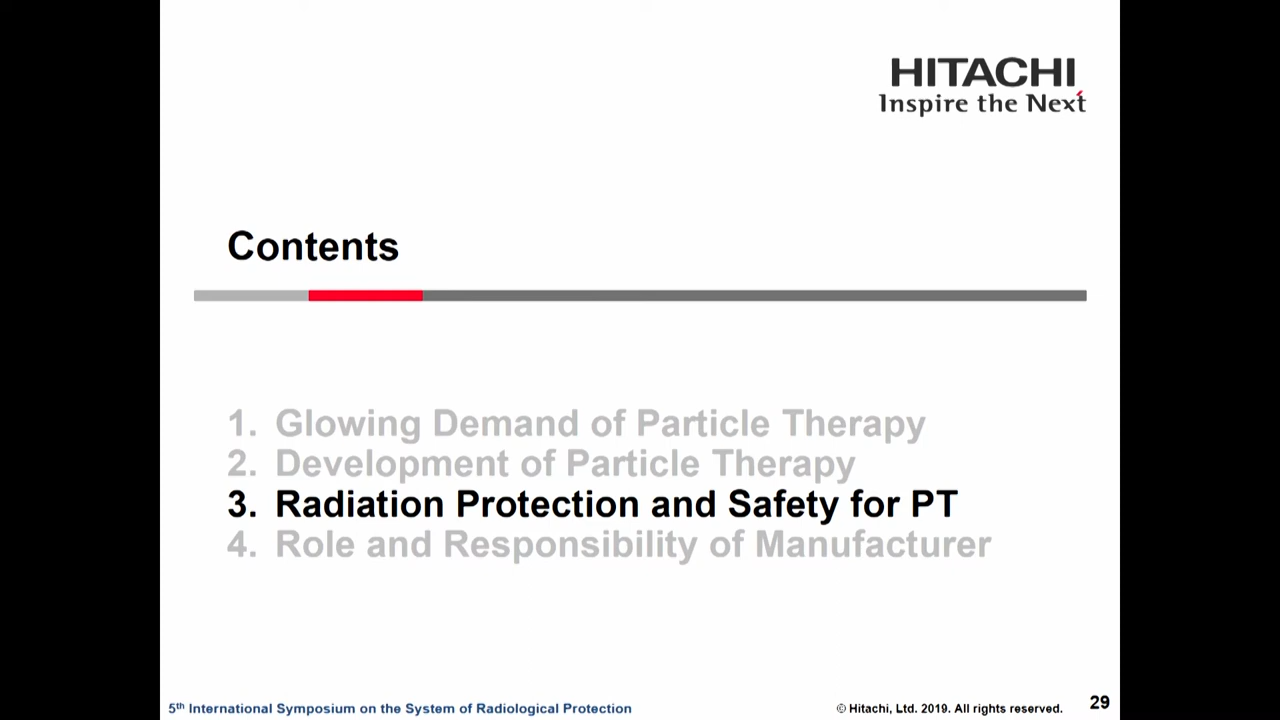 HITACHI
Inspire the Next
Contents
1. Glowing Demand of Particle Therapy
2. Development of Particle Therapy
3. Radiation Protection and Safety for PT
4. Role and Responsibility of Manufacturer
5th International Symposium on the System of Radiological Protection
© Hitachi, Ltd. 2019. All rights reserved.
29